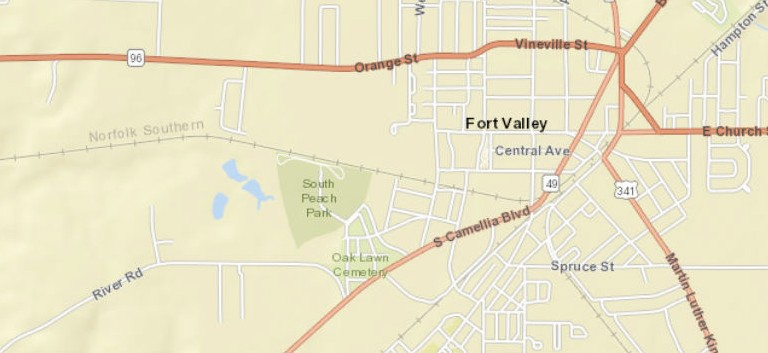 Hampton St
Vineville St
96
Orange St
Fort Valley
Norfolk Southern
E Church S
Central Ave
49
341
South
Peach
Park
S Camellia Blvd
Oak Lawn
Cemetery
Spruce St
River Rd
Martin Luther Kin